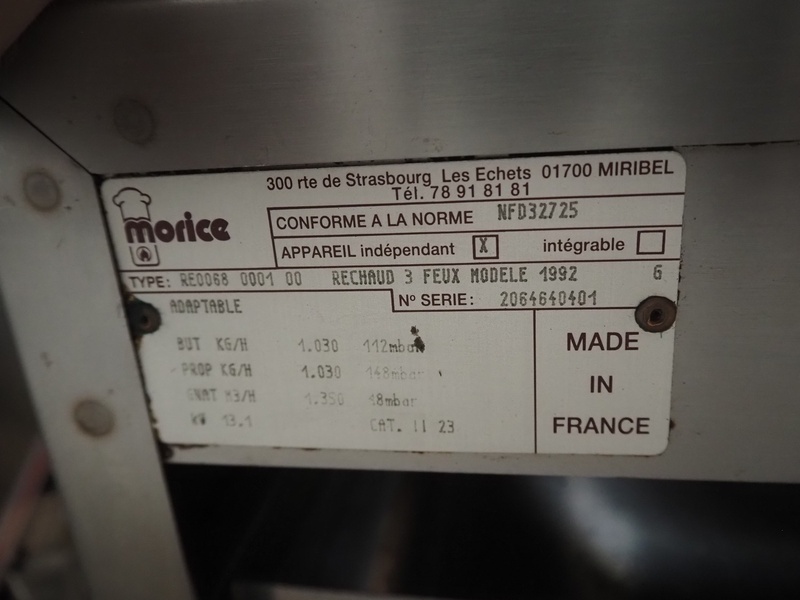 300 rte de Strasbourg Les Echets 01700 MIRIBEL
Tél. 78 91 81 81
morice
CONFORME A LA NORME NFD32725
APPAREIL indépendant X intégrable
TYPE: RE0068 0001 00 RECHAUD 3 FEUX MODELE 1992 G
ADAPTABLE
N° SERIE: 2064640401
BUT KG/H 1.030 112mbar
PROP KG/H 1.030 148mbar
GNAT M3/H 1.350 18mbar
KW 13.1 CAT. II 23
MADE
IN
FRANCE